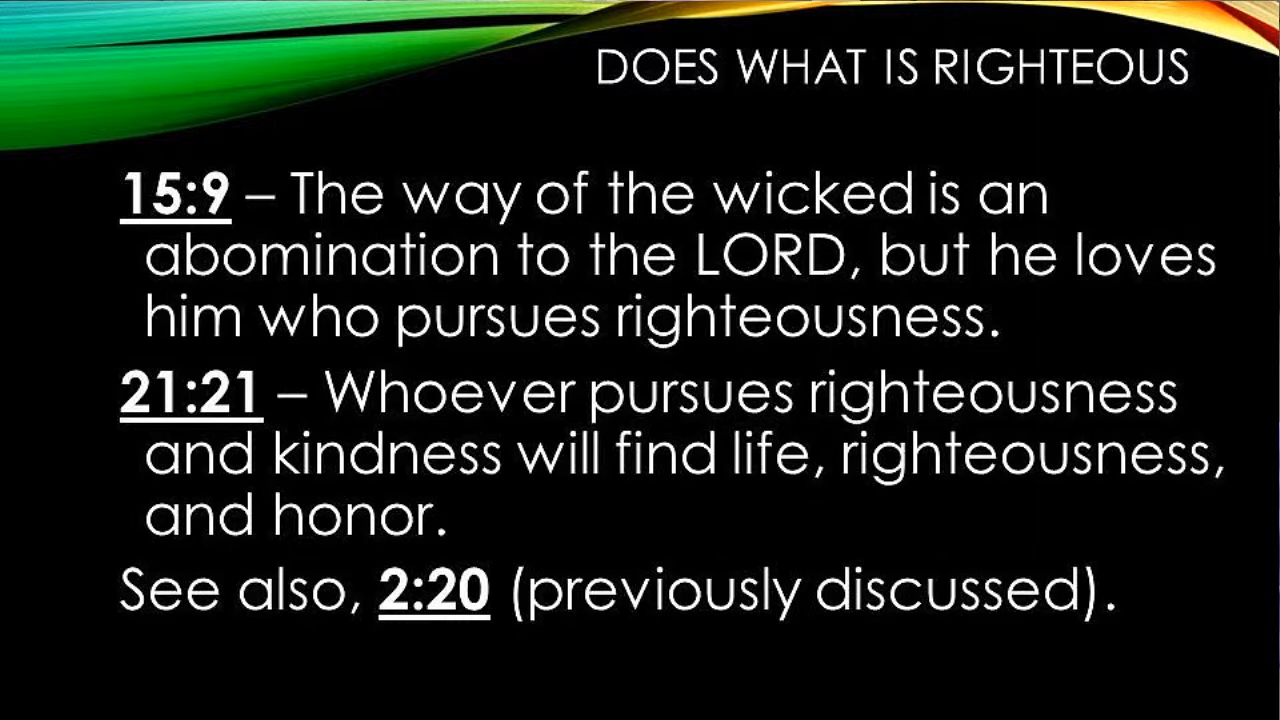 DOES WHAT IS RIGHTEOUS
15:9 – The way of the wicked is an
abomination to the LORD, but he loves
him who pursues righteousness.
21:21 – Whoever pursues righteousness
and kindness will find life, righteousness,
and honor.
See also, 2:20 (previously discussed).